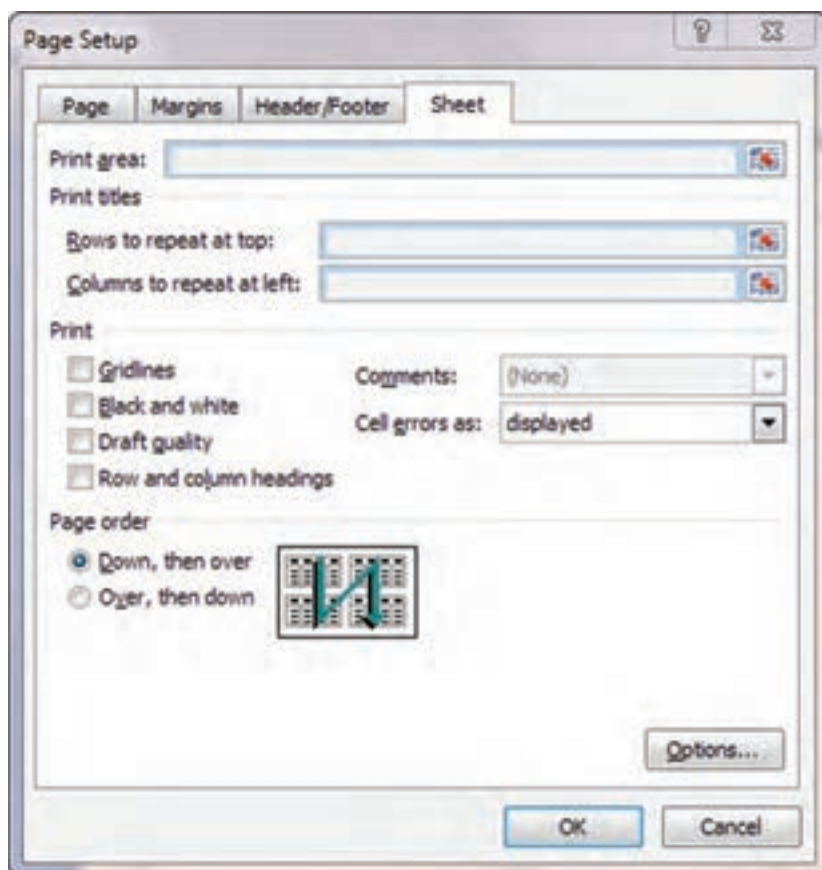 Page Setup
Page Margins Header/Footer Sheet
Print area:
Print titles
Rows to repeat at top:
Columns to repeat at left:
Print
Gridlines
Comments: (None)
Black and white
Cell errors as: displayed
Draft quality
Row and column headings
Page order
Down, then over
Over, then down
Options...
OK Cancel